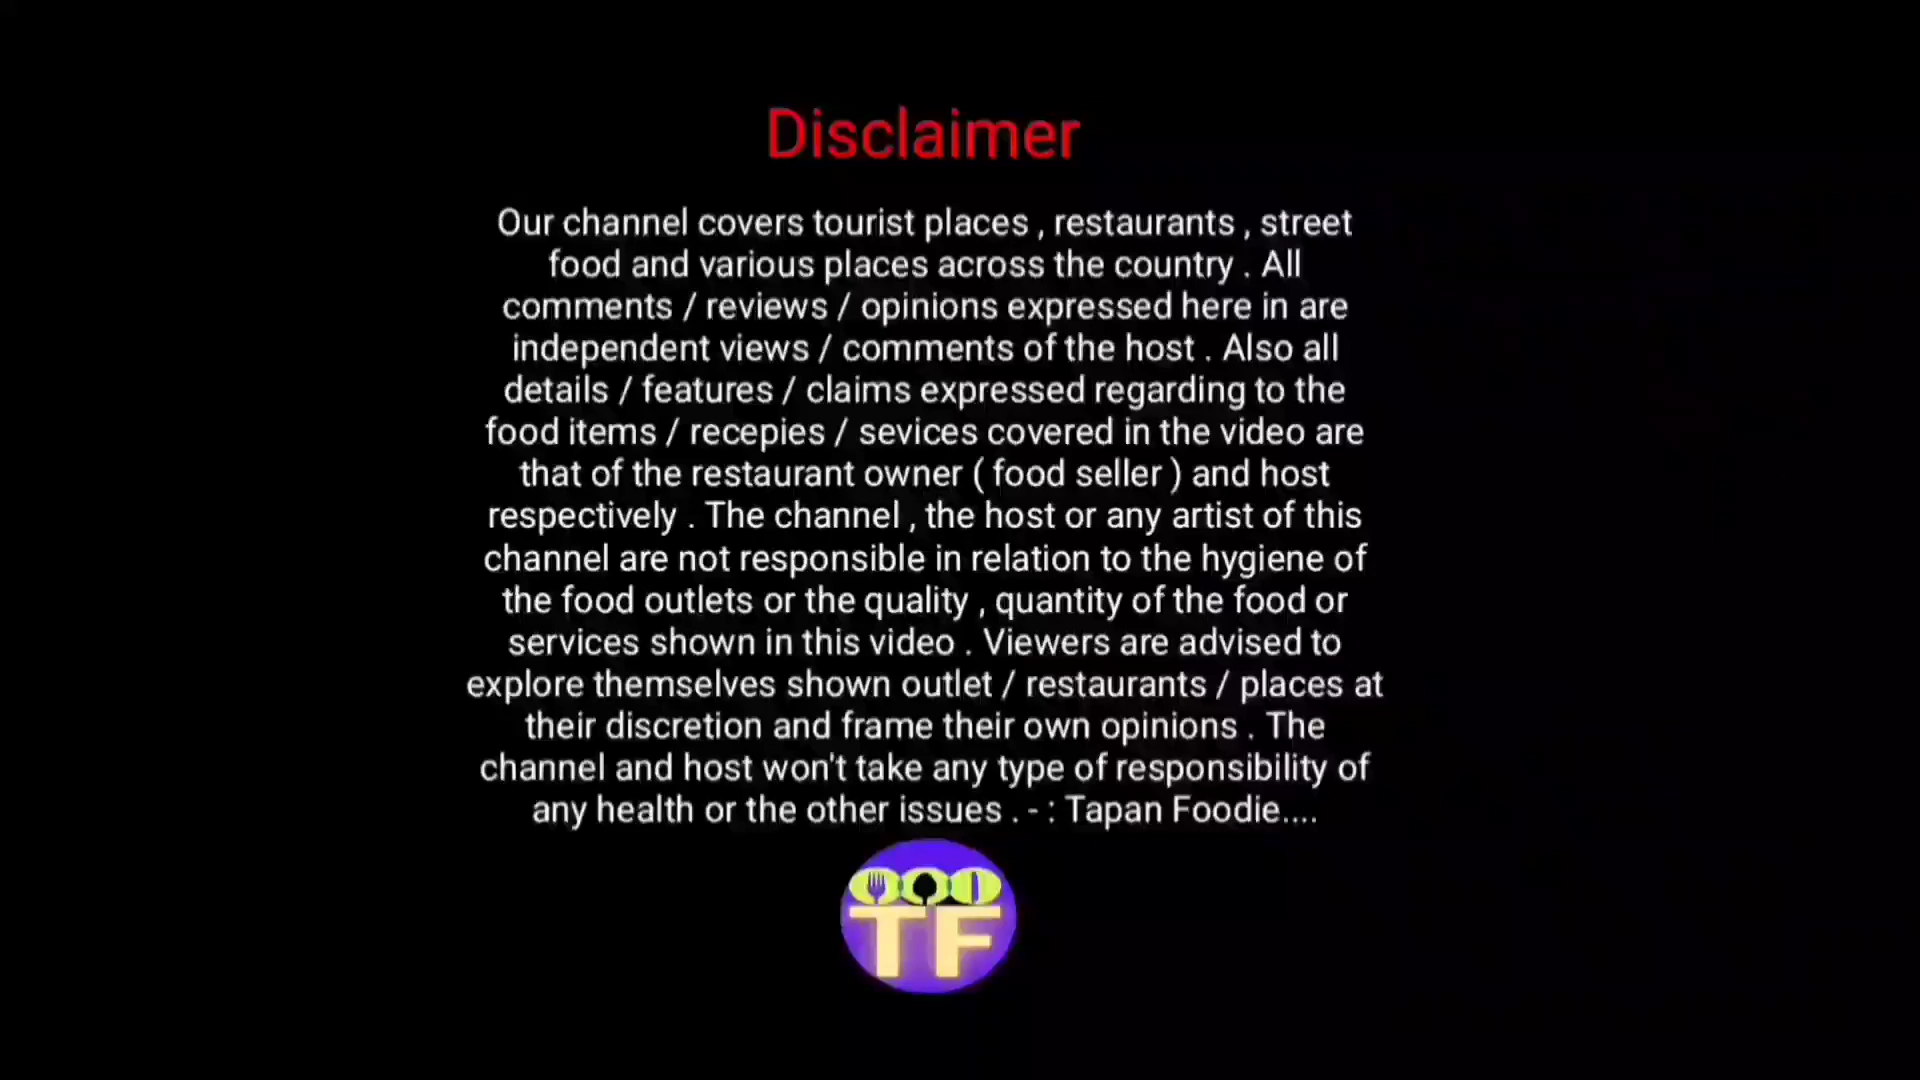 Disclaimer
Our channel covers tourist places , restaurants , street
food and various places across the country . All
comments / reviews / opinions expressed here in are
independent views / comments of the host . Also all
details / features / claims expressed regarding to the
food items / recepies / sevices covered in the video are
that of the restaurant owner ( food seller ) and host
respectively . The channel , the host or any artist of this
channel are not responsible in relation to the hygiene of
the food outlets or the quality , quantity of the food or
services shown in this video . Viewers are advised to
explore themselves shown outlet / restaurants / places at
their discretion and frame their own opinions . The
channel and host won't take any type of responsibility of
any health or the other issues . - : Tapan Foodie....
TF